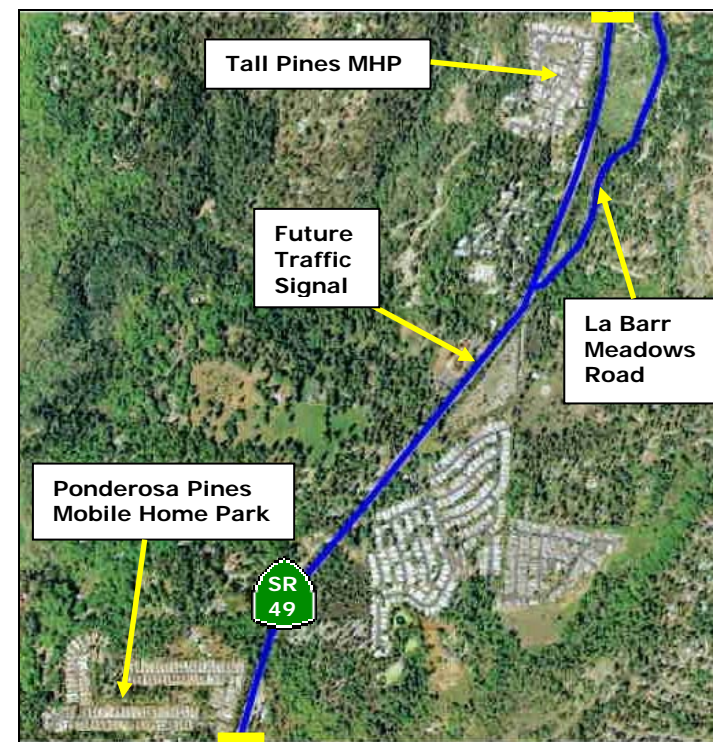 Tall Pines MHP
Future
Traffic
Signal
La Barr
Meadows
Road
Ponderosa Pines
Mobile Home Park
SR
49